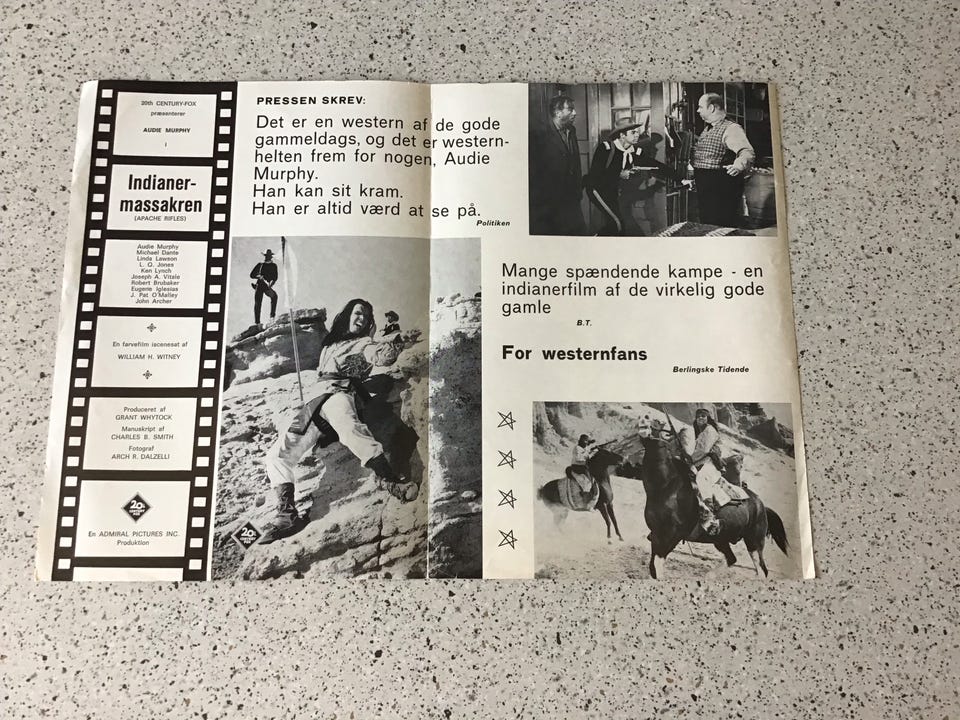 20th CENTURY-FOX
præsenterer
AUDIE MURPHY
i
Indianer-
massakren
(APACHE RIFLES)
Audie Murphy
Michael Dante
Linda Lawson
L. Q. Jones
Ken Lynch
Joseph A. Vitale
Robert Brubaker
Eugene Iglesias
J. Pat O'Malley
John Archer
En farvefilm iscenesat af
WILLIAM H. WITNEY
Produceret af
GRANT WHYTOCK
Manuskript af
CHARLES B. SMITH
Fotograf
ARCH R. DALZELLI
20
En ADMIRAL PICTURES INC.
Produktion
PRESSEN SKREV:
Det er en western af de gode
gammeldags, og det er western-
helten frem for nogen, Audie
Murphy.
Han kan sit kram.
Han er altid værd at se på.
Politiken
20
Mange spændende kampe - en
indianerfilm af de virkelig gode
gamle
B.T.
For westernfans
Berlingske Tidende